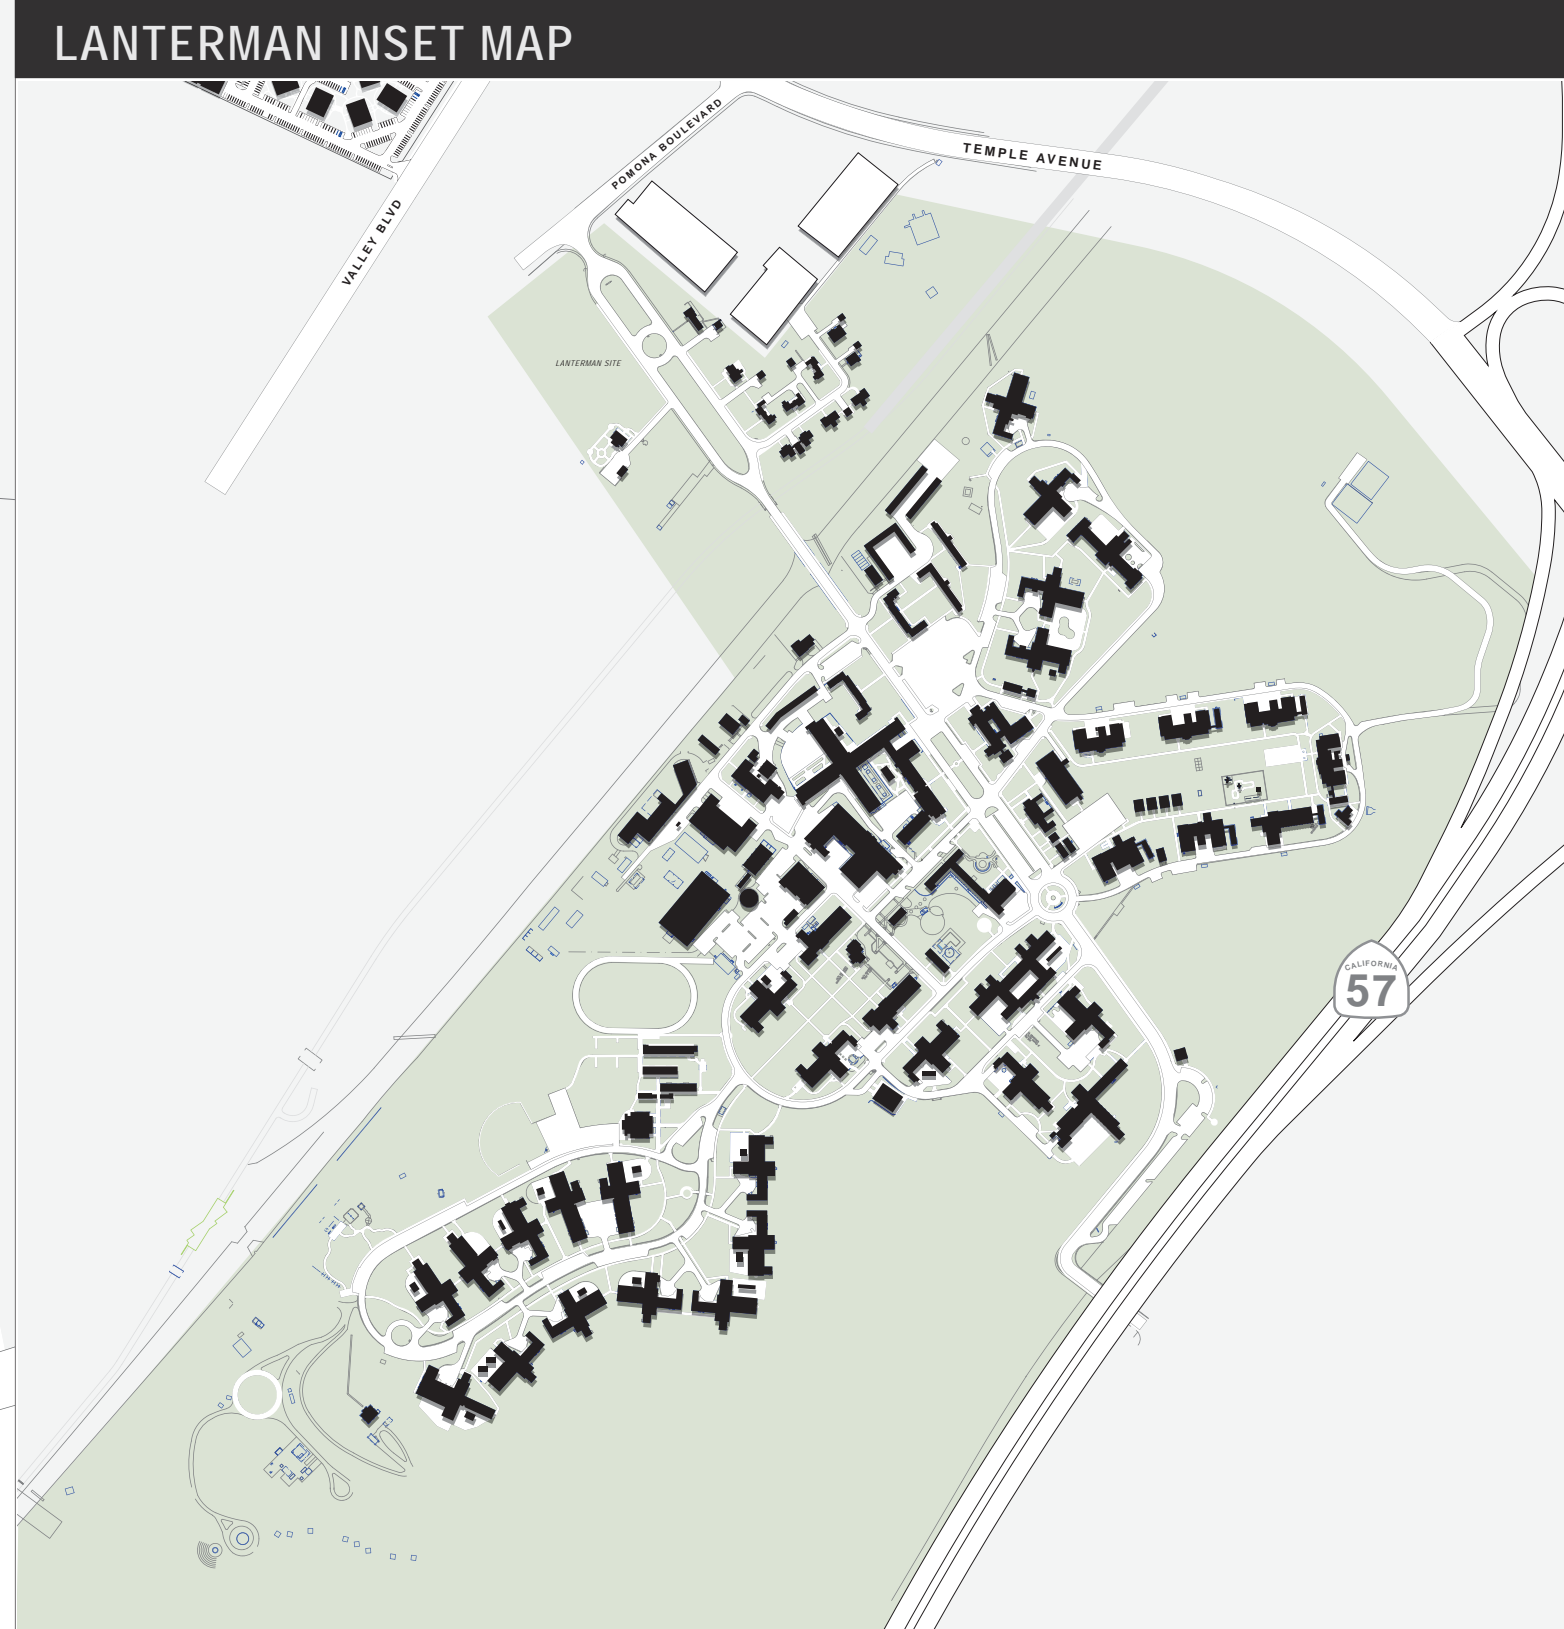 LANTERMAN INSET MAP
POMONA BOULEVARD
TEMPLE AVENUE
VALLEY BLVD
LANTERMAN SITE
CALIFORNIA
57